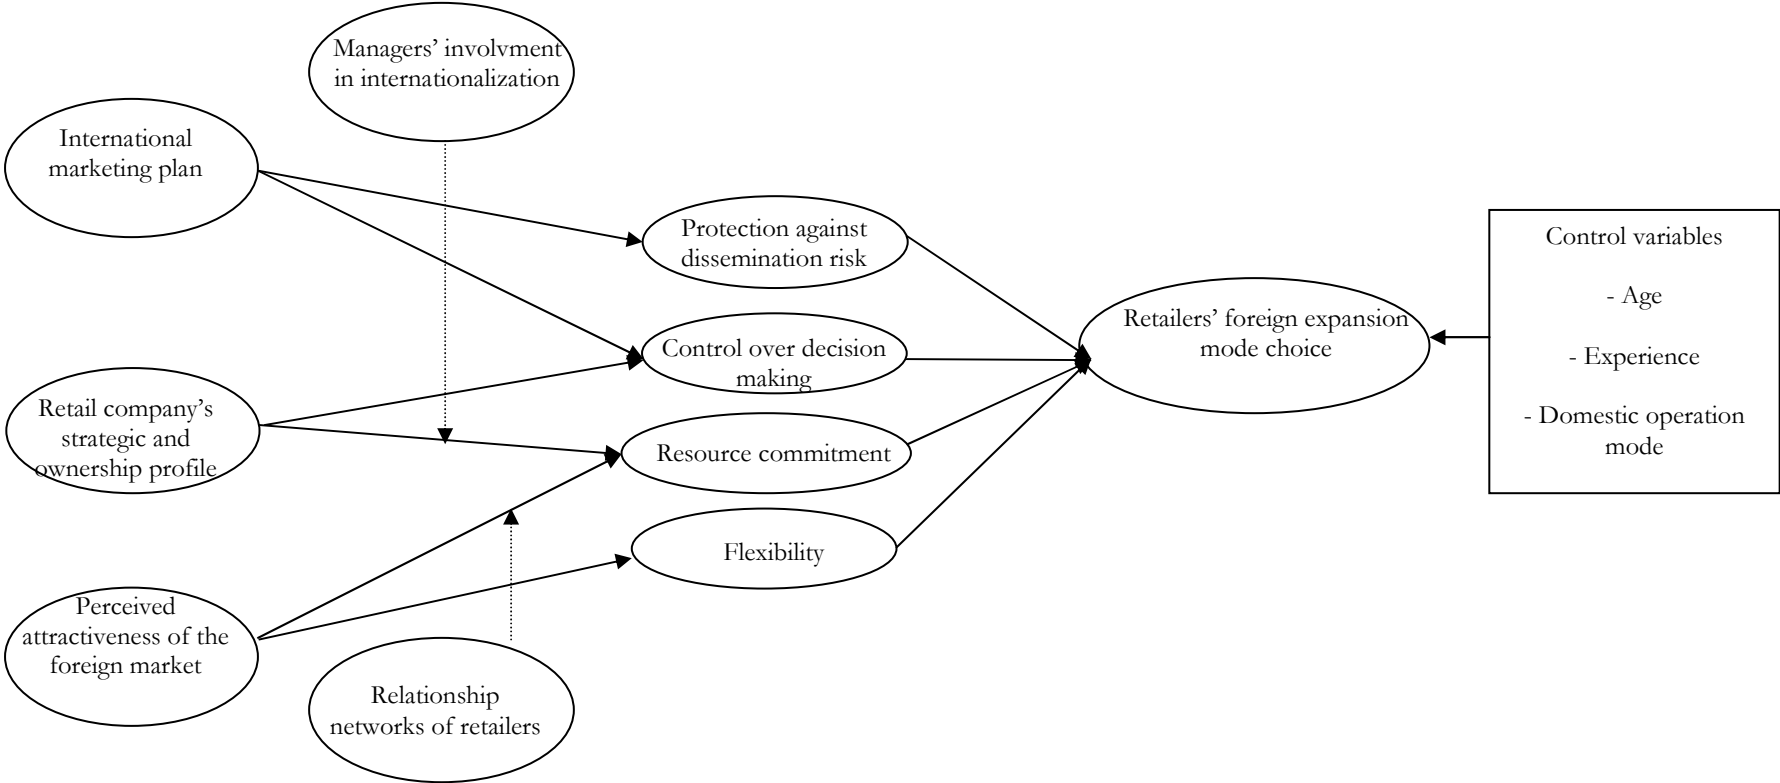 Managers’ involvment
in internationalization
International
marketing plan
Protection against
dissemination risk
Control variables
- Age
- Experience
- Domestic operation
mode
Retailers’ foreign expansion
mode choice
Control over decision
making
Retail company’s
strategic and
ownership profile
Resource commitment
Flexibility
Perceived
attractiveness of the
foreign market
Relationship
networks of retailers